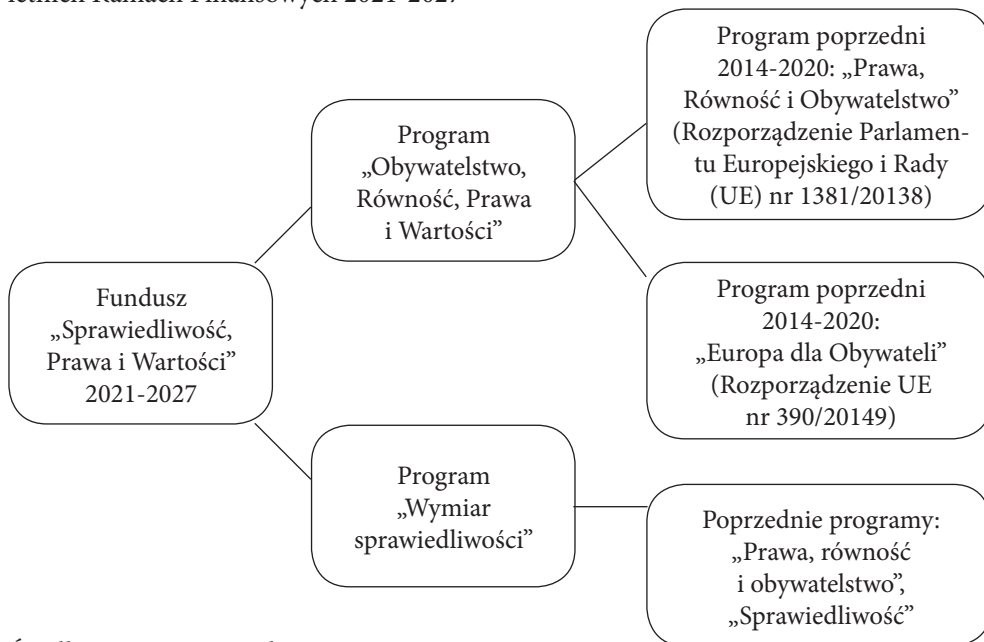 letnich Ramach Finansowych 2021-2027
Program poprzedni
2014-2020: „Prawa,
Równość i Obywatelstwo”
(Rozporządzenie Parlamen-
tu Europejskiego i Rady
(UE) nr 1381/20138)
Program
„Obywatelstwo,
Równość, Prawa
i Wartości”
Fundusz
„Sprawiedliwość,
Prawa i Wartości”
2021-2027
Program poprzedni
2014-2020:
„Europa dla Obywateli”
(Rozporządzenie UE
nr 390/20149)
Program
„Wymiar
sprawiedliwości”
Poprzednie programy:
„Prawa, równość
i obywatelstwo”,
„Sprawiedliwość”